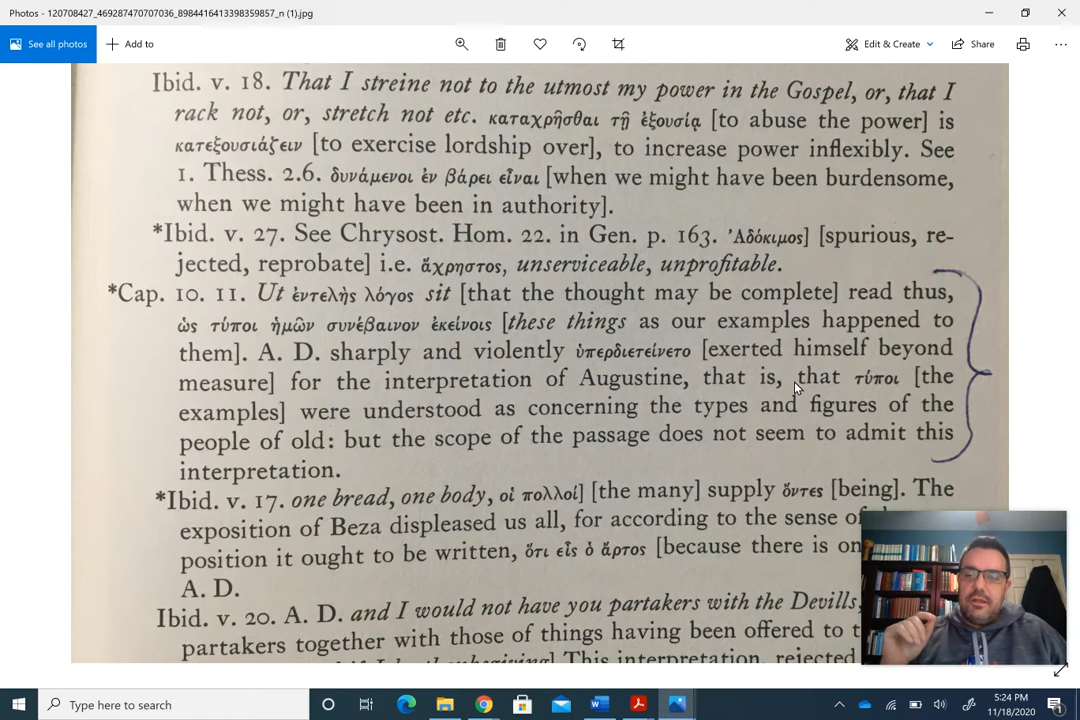 Photos - 120708427_469287470707036_8984416413398359857_n (1).jpg
See all photos
Add to
Edit & Create
Share
Ibid. v. 18. That I streine not to the utmost my power in the Gospel, or, that I
rack not, or, stretch not etc. καταχρῆσθαι τῇ ἐξουσίᾳ [to abuse the power] is
κατεξουσιάζειν [to exercise lordship over], to increase power inflexibly. See
1. Thess. 2.6. δυνάμενοι ἐν βάρει εἶναι [when we might have been burdensome,
when we might have been in authority].
*Ibid. v. 27. See Chrysost. Hom. 22. in Gen. p. 163. Ἀδόκιμος] [spurious, re-
jected, reprobate] i.e. ἄχρηστος, unserviceable, unprofitable.
*Cap. 10. 11. Ut ἐντελὴς λόγος sit [that the thought may be complete] read thus,
ὡς τύποι ἡμῶν συνέβαινον ἐκείνοις [these things as our examples happened to
them]. A. D. sharply and violently ὑπερδιετείνετο [exerted himself beyond
measure] for the interpretation of Augustine, that is, that τύποι [the
examples] were understood as concerning the types and figures of the
people of old: but the scope of the passage does not seem to admit this
interpretation.
*Ibid. v. 17. one bread, one body, οἱ πολλοί] [the many] supply ὄντες [being]. The
exposition of Beza displeased us all, for according to the sense of
position it ought to be written, ὅτι εἷς ὁ ἄρτος [because there is
A. D.
Ibid. v. 20. A. D. and I would not have you partakers with the Devills,
partakers together with those of things having been offered to
This interpretation, rejected
Type here to search
5:24 PM
11/18/2020